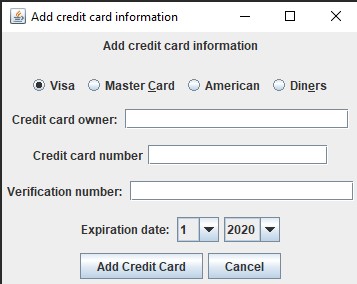 Add credit card information
Add credit card information
Visa Master Card American Diners
Credit card owner:
Credit card number
Verification number:
Expiration date: 1 2020
Add Credit Card Cancel